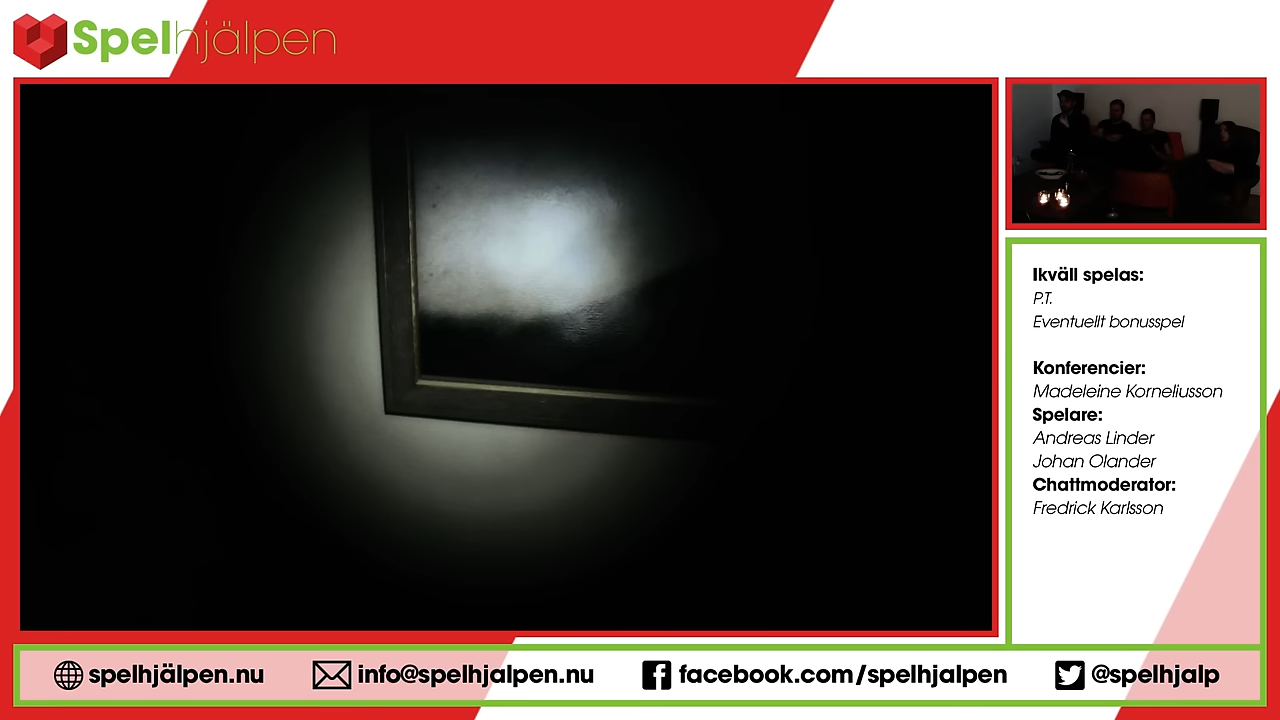 Spelhjälpen
Ikväll spelas:
P.T.
Eventuellt bonusspel
Konferencier:
Madeleine Korneliusson
Spelare:
Andreas Linder
Johan Olander
Chattmoderator:
Fredrick Karlsson
spelhjälpen.nu
info@spelhjalpen.nu
facebook.com/spelhjalpen
@spelhjalp